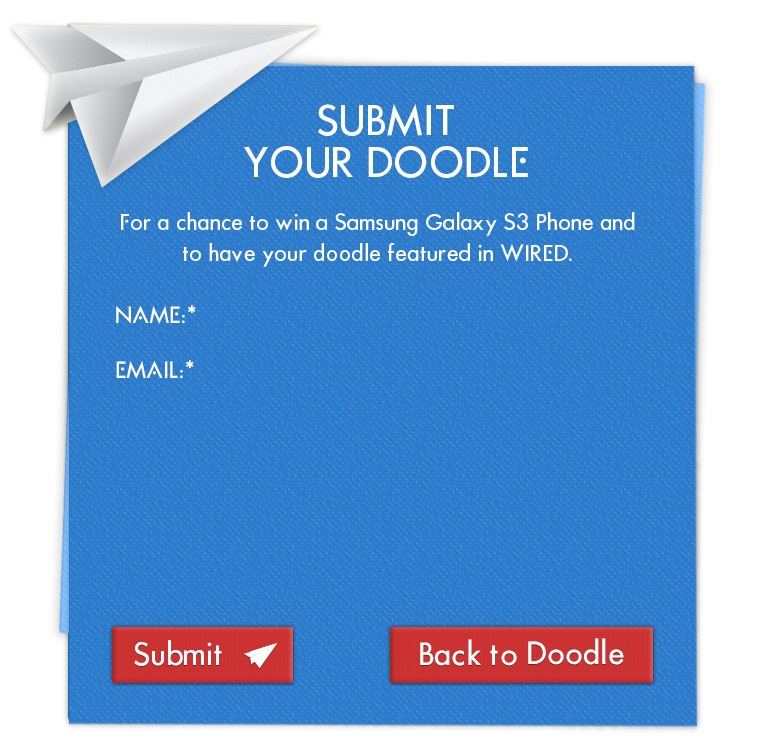 SUBMIT
YOUR DOODLE
For a chance to win a Samsung Galaxy S3 Phone and
to have your doodle featured in WIRED.
NAME:*
EMAIL:*
Submit
Back to Doodle